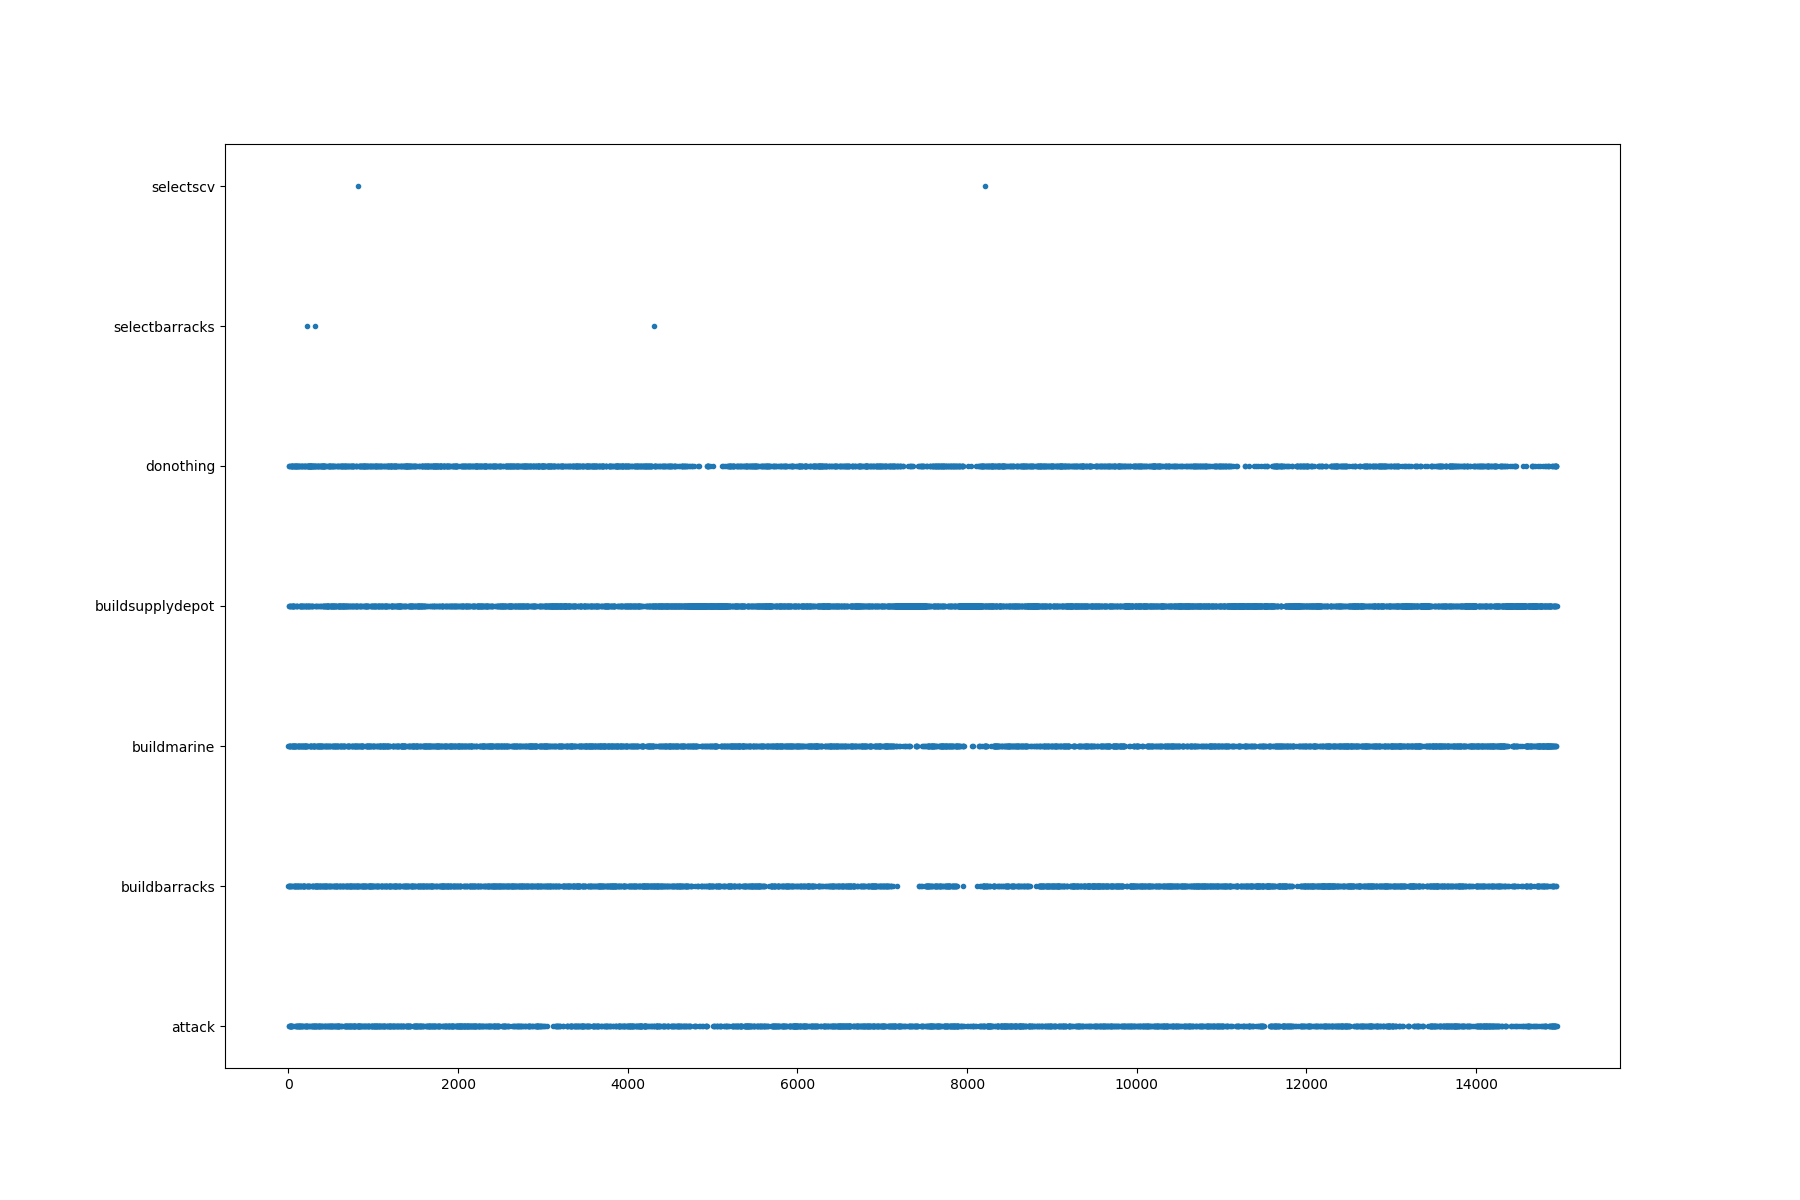 selectscv
selectbarracks
donothing
buildsupplydepot
buildmarine
buildbarracks
attack
0 2000 4000 6000 8000 10000 12000 14000